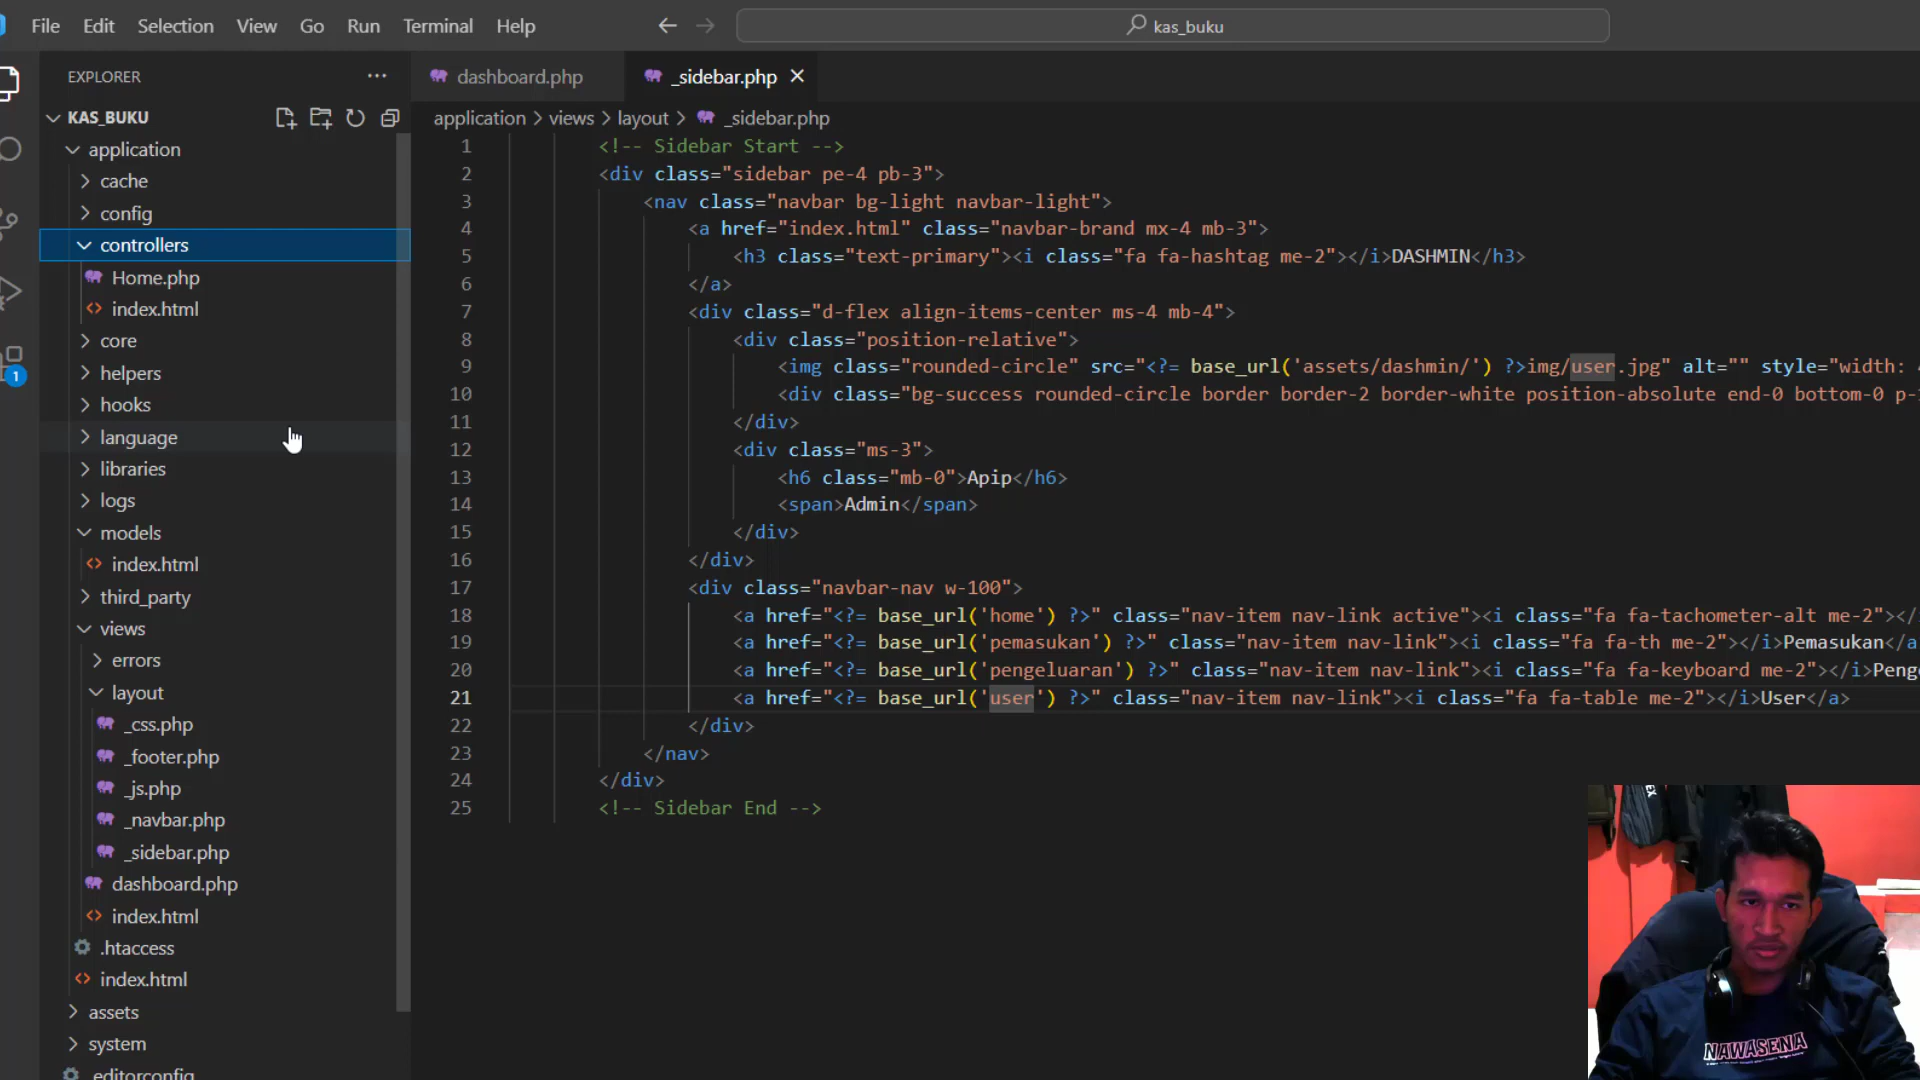 File Edit Selection View Go Run Terminal Help
kas_buku
EXPLORER
KAS_BUKU
application
cache
config
controllers
Home.php
index.html
core
helpers
hooks
language
libraries
logs
models
index.html
third_party
views
errors
layout
_css.php
_footer.php
_js.php
_navbar.php
_sidebar.php
dashboard.php
index.html
.htaccess
index.html
assets
system
.editorconfig
1
dashboard.php _sidebar.php
application > views > layout > _sidebar.php
1 <!-- Sidebar Start -->
2 <div class="sidebar pe-4 pb-3">
3 <nav class="navbar bg-light navbar-light">
4 <a href="index.html" class="navbar-brand mx-4 mb-3">
5 <h3 class="text-primary"><i class="fa fa-hashtag me-2"></i>DASHMIN</h3>
6 </a>
7 <div class="d-flex align-items-center ms-4 mb-4">
8 <div class="position-relative">
9 <img class="rounded-circle" src="<?= base_url('assets/dashmin/') ?>img/user.jpg" alt="" style="width:
10 <div class="bg-success rounded-circle border border-2 border-white position-absolute end-0 bottom-0 p-
11 </div>
12 <div class="ms-3">
13 <h6 class="mb-0">Apip</h6>
14 <span>Admin</span>
15 </div>
16 </div>
17 <div class="navbar-nav w-100">
18 <a href="<?= base_url('home') ?>" class="nav-item nav-link active"><i class="fa fa-tachometer-alt me-2"></
19 <a href="<?= base_url('pemasukan') ?>" class="nav-item nav-link"><i class="fa fa-th me-2"></i>Pemasukan</a
20 <a href="<?= base_url('pengeluaran') ?>" class="nav-item nav-link"><i class="fa fa-keyboard me-2"></i>Penge
21 <a href="<?= base_url('user') ?>" class="nav-item nav-link"><i class="fa fa-table me-2"></i>User</a>
22 </div>
23 </nav>
24 </div>
25 <!-- Sidebar End -->
NAWASENA